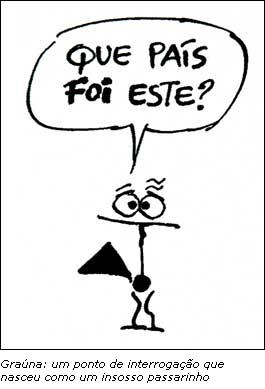 QUE PAÍS
FOI ESTE?
Graúna: um ponto de interrogação que
nasceu como um insosso passarinho